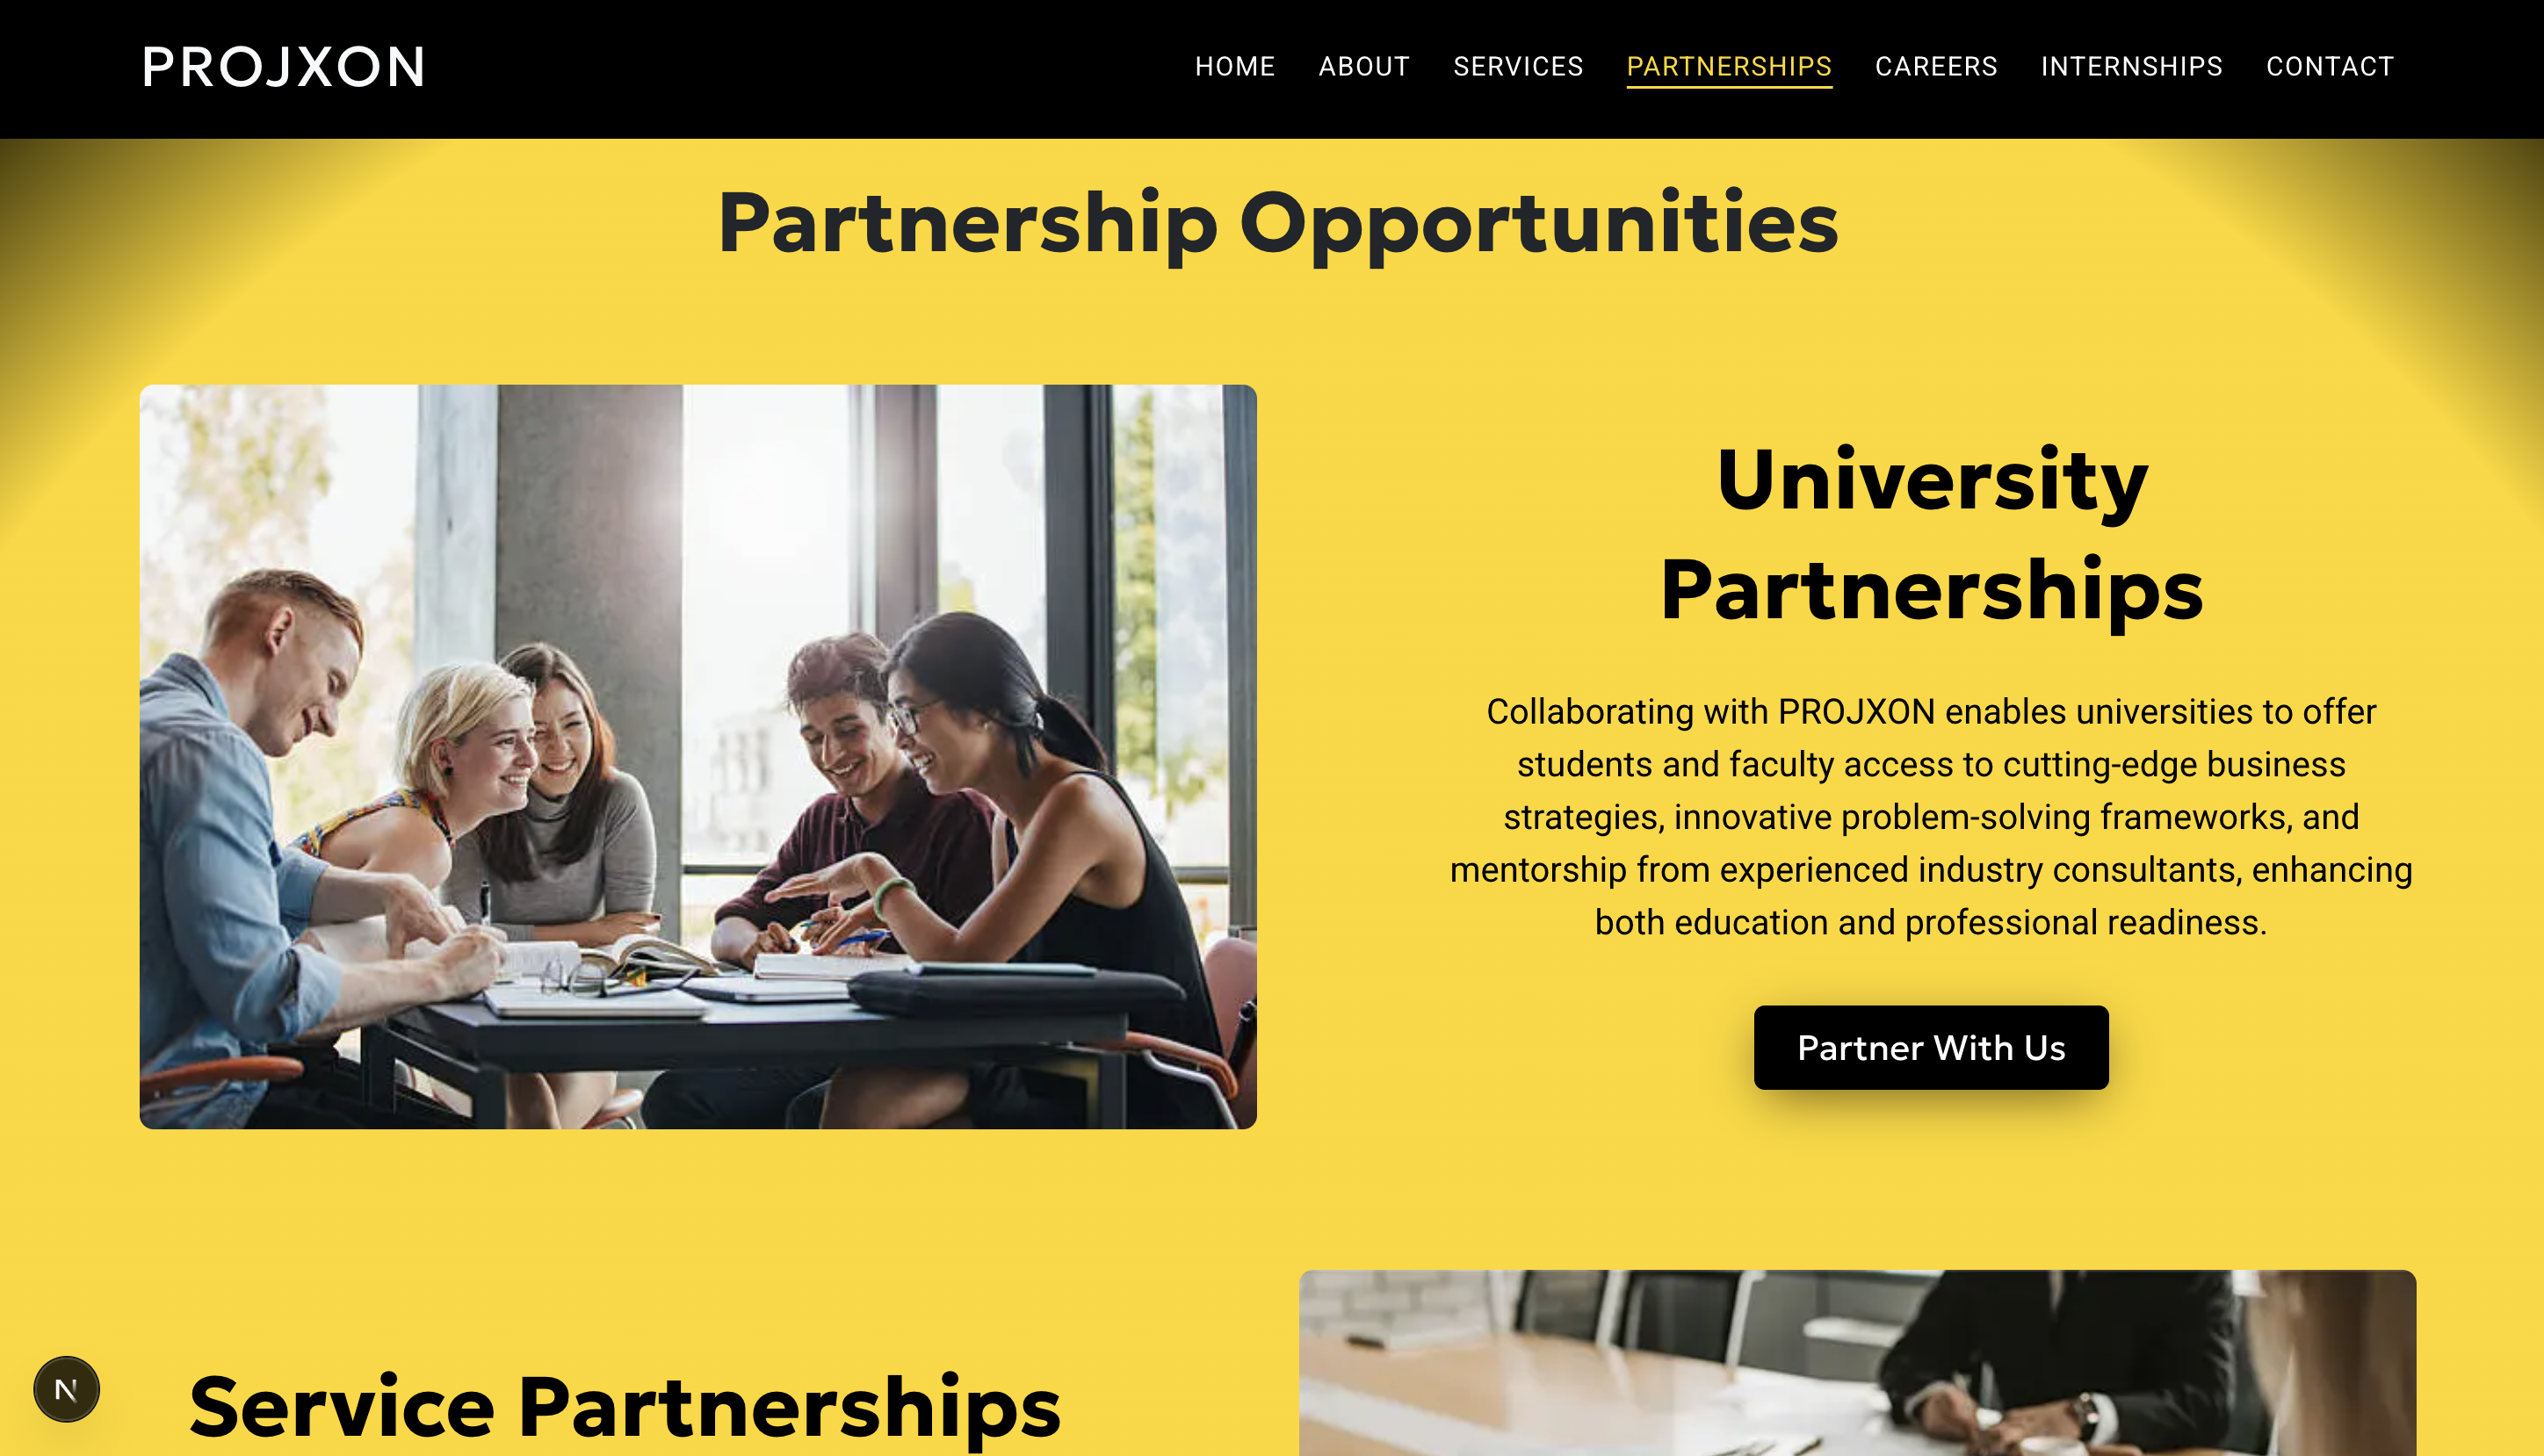 PROJXON
HOME ABOUT SERVICES PARTNERSHIPS CAREERS INTERNSHIPS CONTACT
Partnership Opportunities
University
Partnerships
Collaborating with PROJXON enables universities to offer
students and faculty access to cutting-edge business
strategies, innovative problem-solving frameworks, and
mentorship from experienced industry consultants, enhancing
both education and professional readiness.
Partner With Us
Service Partnerships
N